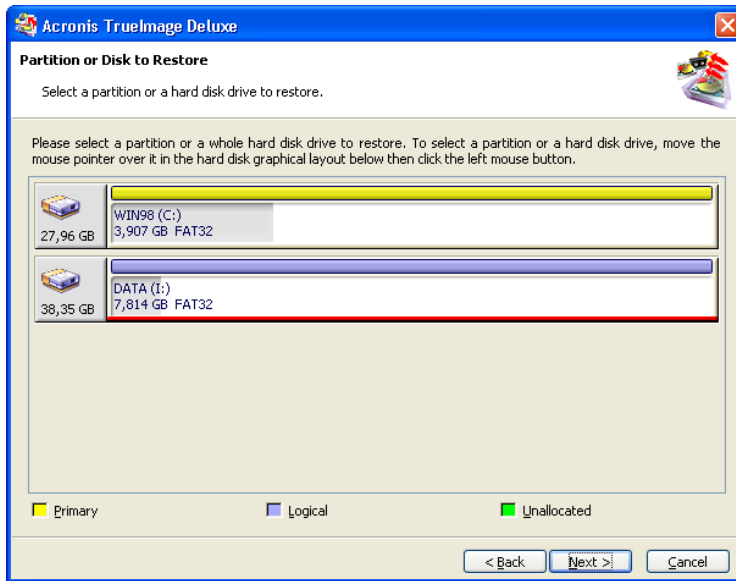 Acronis TrueImage Deluxe
Partition or Disk to Restore
Select a partition or a hard disk drive to restore.
Please select a partition or a whole hard disk drive to restore. To select a partition or a hard disk drive, move the
mouse pointer over it in the hard disk graphical layout below then click the left mouse button.
27,96 GB
WIN98 (C:)
3,907 GB FAT32
38,35 GB
DATA (I:)
7,814 GB FAT32
Primary
Logical
Unallocated
< Back
Next >
Cancel